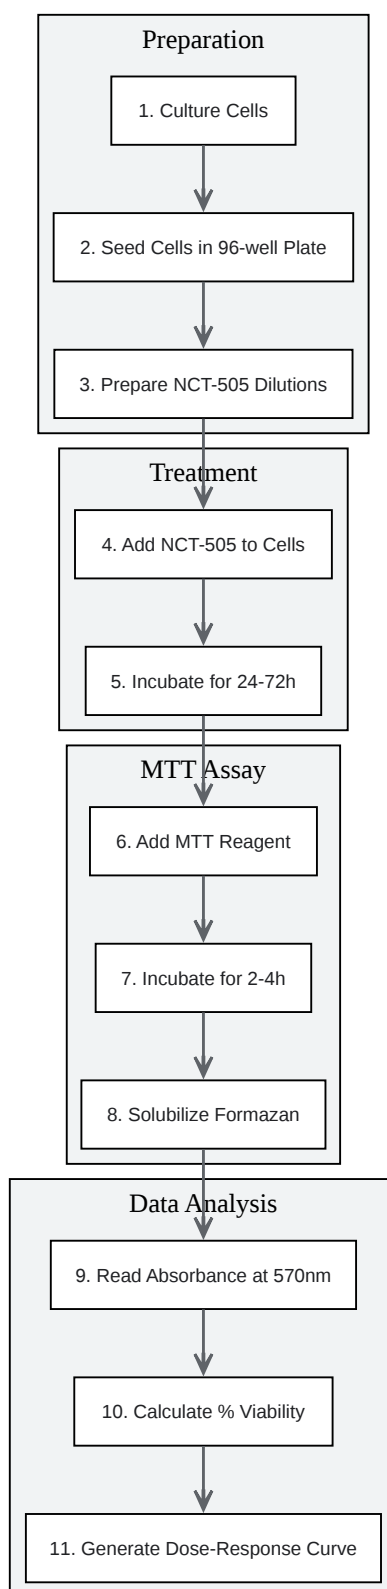 Preparation
1. Culture Cells
2. Seed Cells in 96-well Plate
3. Prepare NCT-505 Dilutions
Treatment
4. Add NCT-505 to Cells
5. Incubate for 24-72h
MTT Assay
6. Add MTT Reagent
7. Incubate for 2-4h
8. Solubilize Formazan
Data Analysis
9. Read Absorbance at 570nm
10. Calculate % Viability
11. Generate Dose-Response Curve